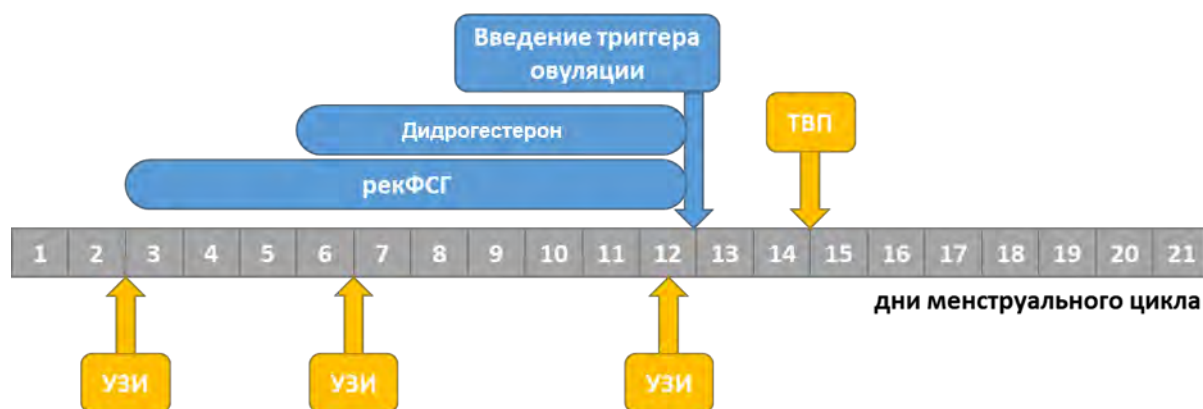 Введение триггера
овуляции
Дидрогестерон
ТВП
рекФСГ
1 2 3 4 5 6 7 8 9 10 11 12 13 14 15 16 17 18 19 20 21
дни менструального цикла
УЗИ УЗИ УЗИ